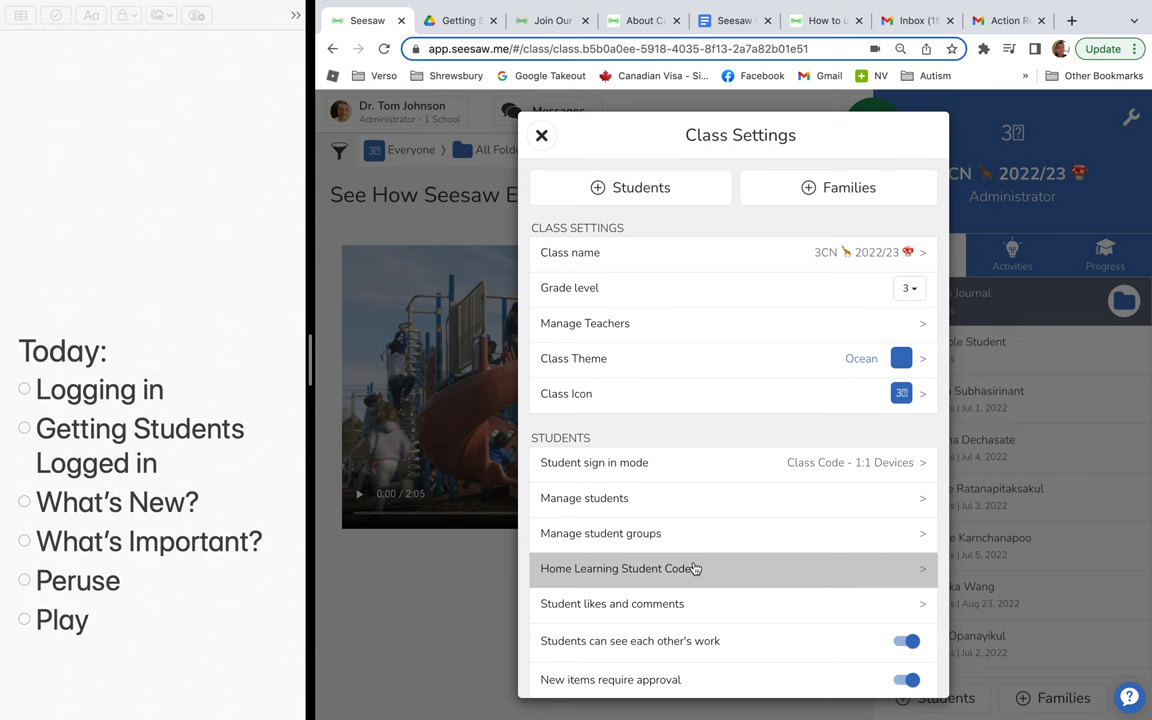 Today:
Logging in
Getting Students
Logged in
What's New?
What's Important?
Peruse
Play
Seesaw
Getting S
Join Our
About Co
Seesaw
How to u
Inbox (15
Action Re
app.seesaw.me/#/class/class.b5b0a0ee-5918-4035-8f13-2a7a82b01e51
Update
Verso
Shrewsbury
Google Takeout
Canadian Visa - Si...
Facebook
Gmail
NV
Autism
»
Other Bookmarks
Dr. Tom Johnson
Administrator - 1 School
Messages
Everyone
All Folde
See How Seesaw E
0:00 / 2:05
Class Settings
Students
Families
CLASS SETTINGS
Class name
3CN 🦒 2022/23 🍄 >
Grade level
3
Manage Teachers >
Class Theme
Ocean >
Class Icon
3 >
STUDENTS
Student sign in mode
Class Code - 1:1 Devices >
Manage students >
Manage student groups >
Home Learning Student Codes >
Student likes and comments >
Students can see each other's work
New items require approval
3
CN 🦒 2022/23 🍄
Administrator
Activities
Progress
Journal
ple Student
Subhasirinant
| Jul 1, 2022
na Dechasate
| Jul 4, 2022
e Ratanapitaksakul
| Jul 3, 2022
e Karnchanapoo
| Jul 5, 2022
ka Wang
| Aug 23, 2022
Opanayikul
| Jul 2, 2022
Students
Families
?